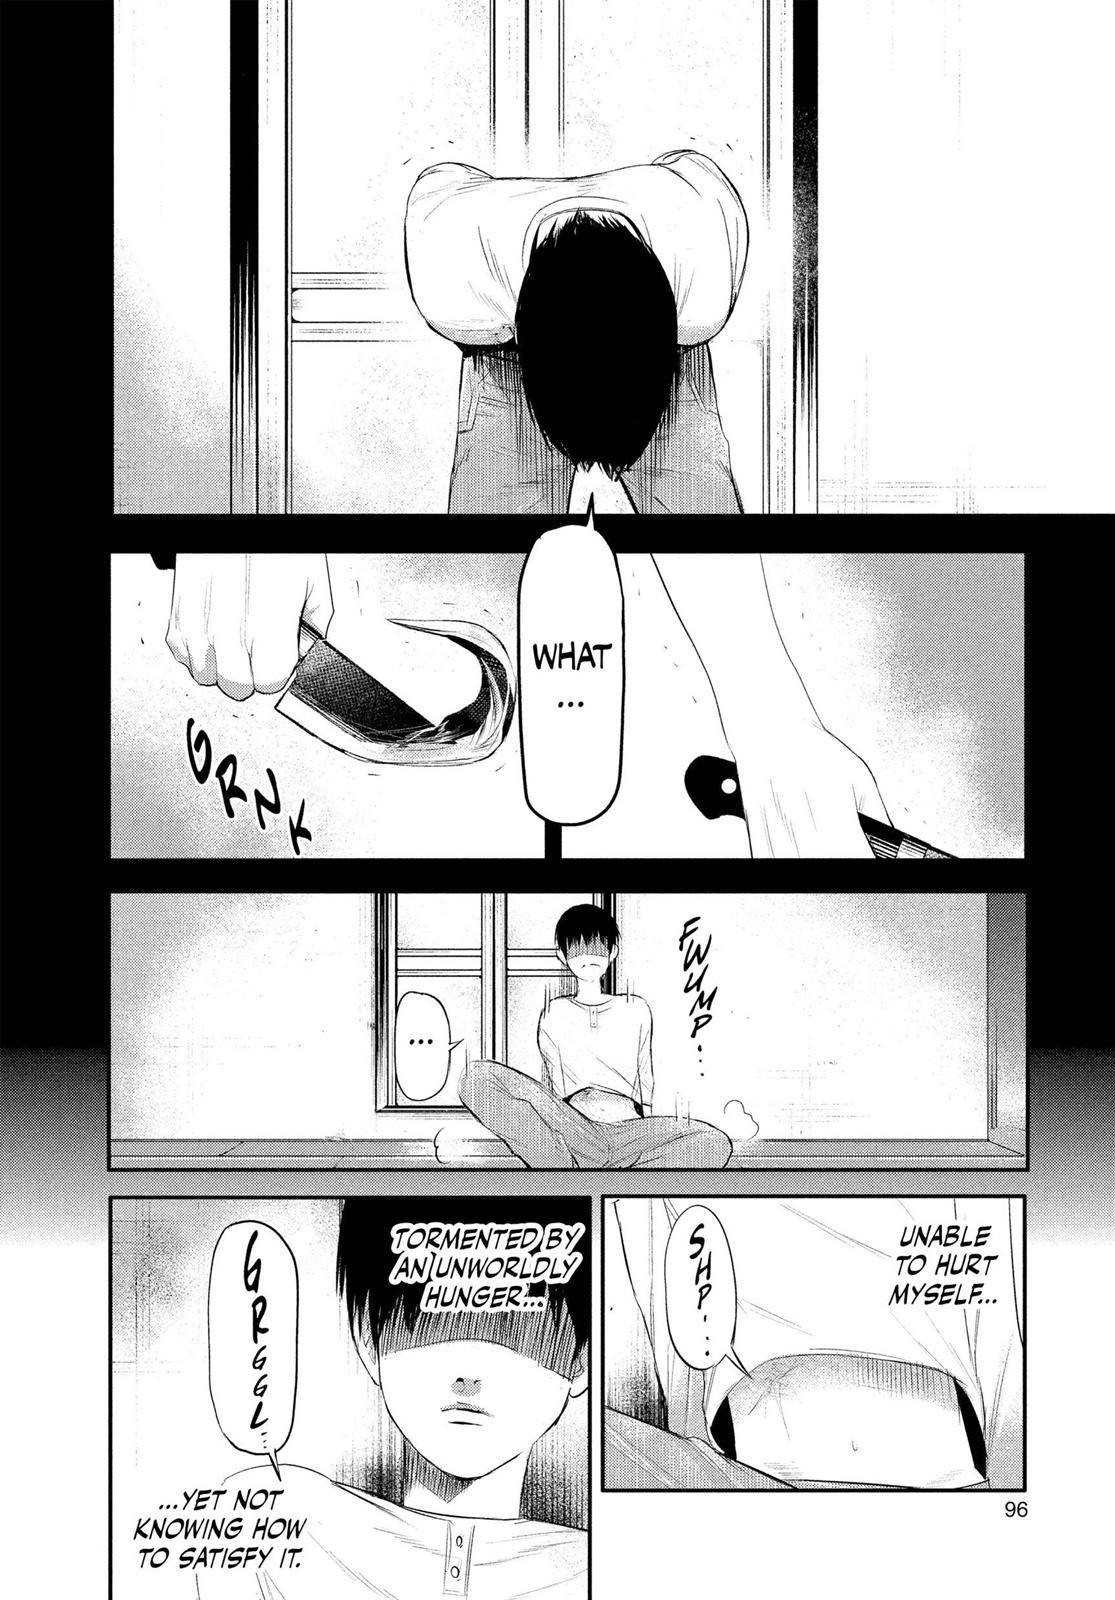 WHAT
...
GRNK
FWUMP...
...
UNABLE
TO HURT
MYSELF...
SHP...
TORMENTED BY
AN UNWORLDLY
HUNGER...
GRGGL...
...YET NOT
KNOWING HOW
TO SATISFY IT.
96